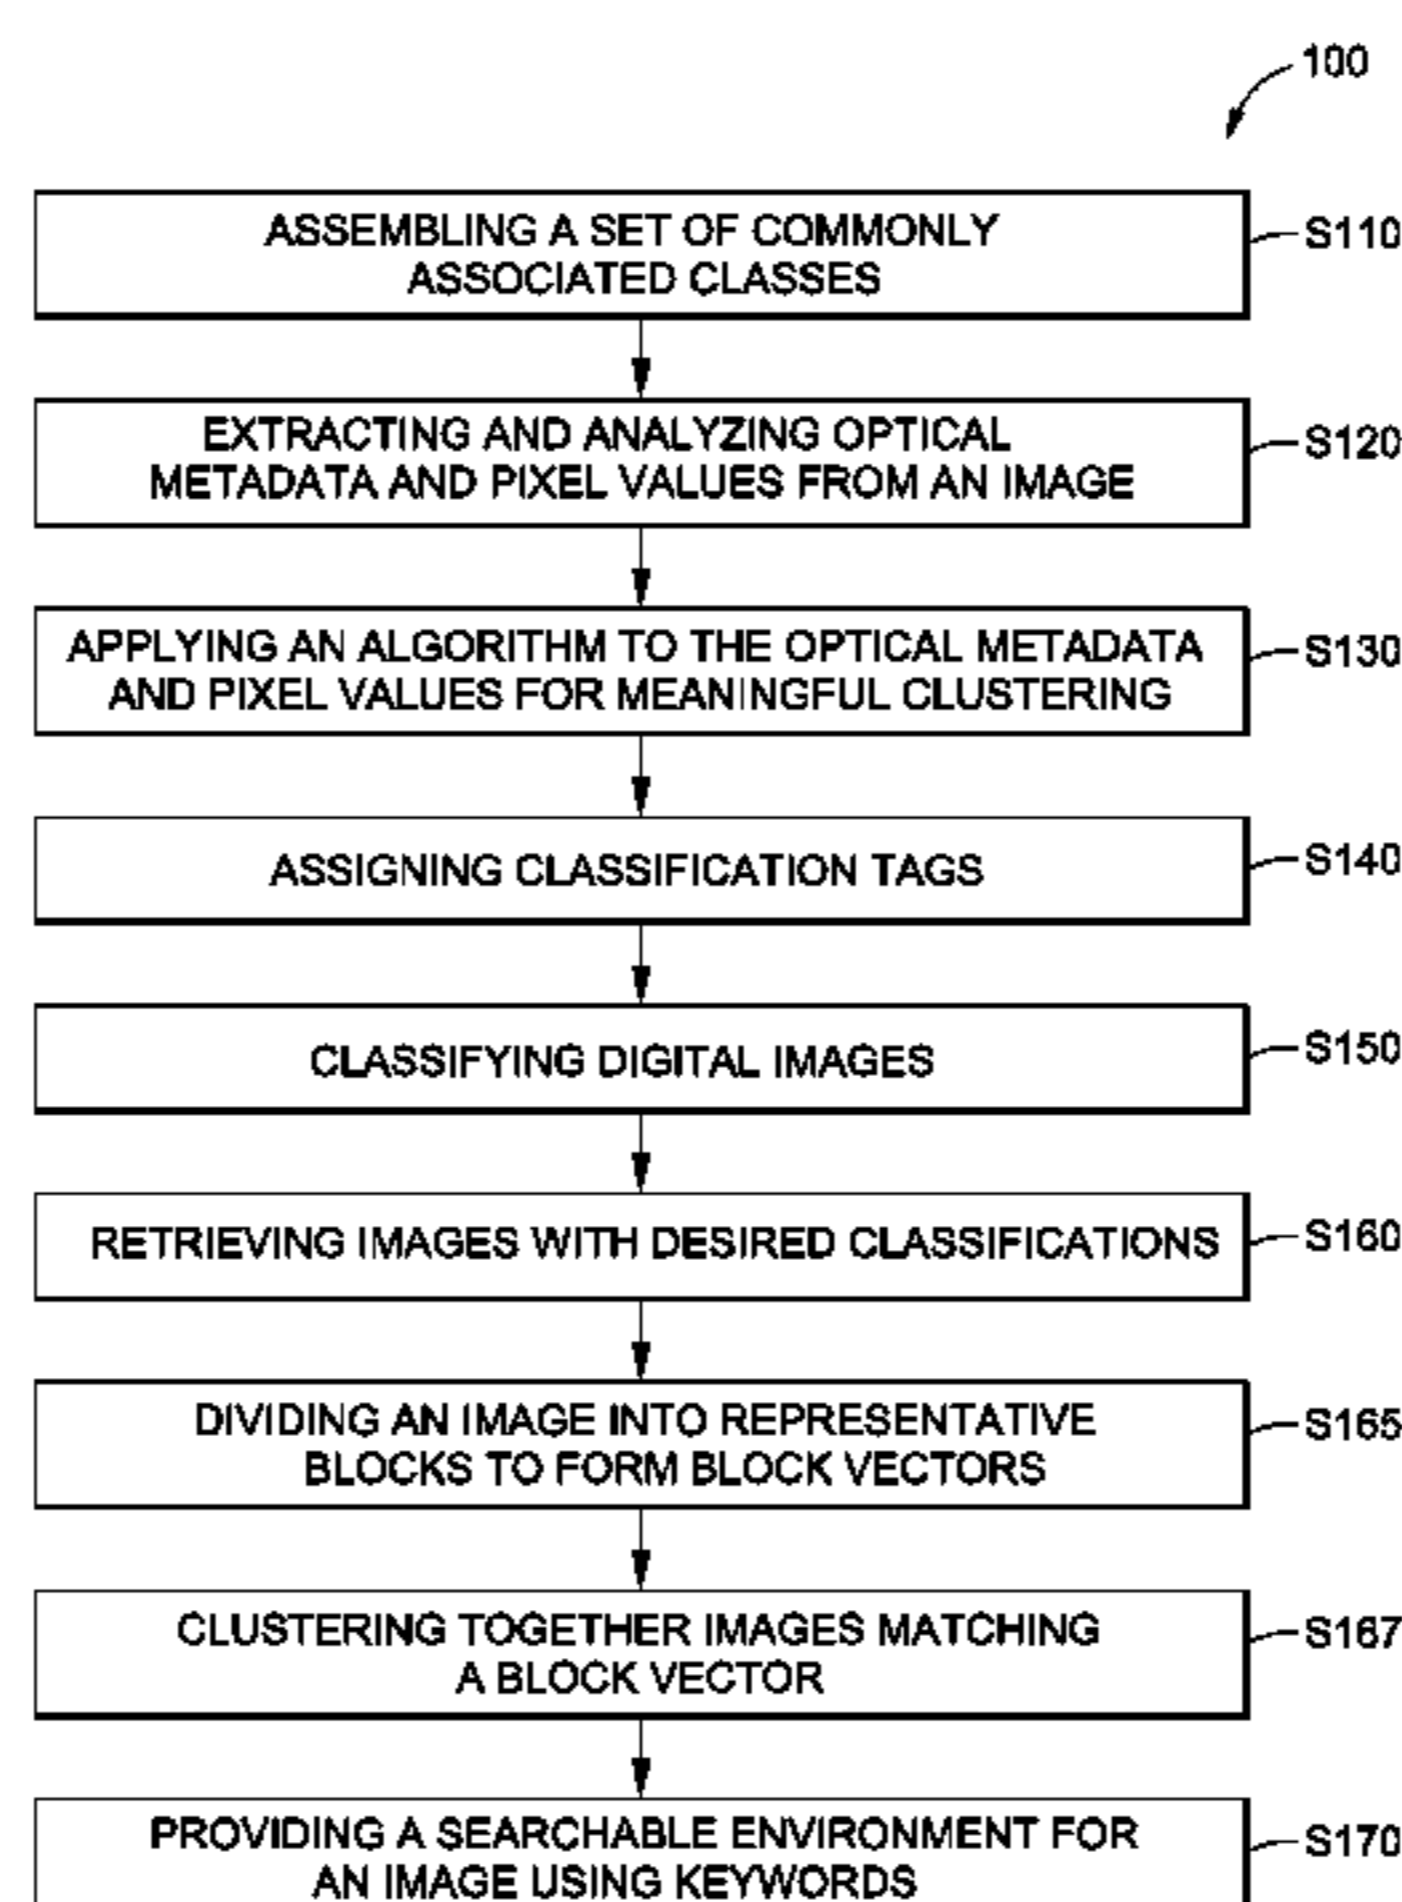 100
ASSEMBLING A SET OF COMMONLY
ASSOCIATED CLASSES
S110
EXTRACTING AND ANALYZING OPTICAL
METADATA AND PIXEL VALUES FROM AN IMAGE
S120
APPLYING AN ALGORITHM TO THE OPTICAL METADATA
AND PIXEL VALUES FOR MEANINGFUL CLUSTERING
S130
ASSIGNING CLASSIFICATION TAGS
S140
CLASSIFYING DIGITAL IMAGES
S150
RETRIEVING IMAGES WITH DESIRED CLASSIFICATIONS
S160
DIVIDING AN IMAGE INTO REPRESENTATIVE
BLOCKS TO FORM BLOCK VECTORS
S165
CLUSTERING TOGETHER IMAGES MATCHING
A BLOCK VECTOR
S167
PROVIDING A SEARCHABLE ENVIRONMENT FOR
AN IMAGE USING KEYWORDS
S170